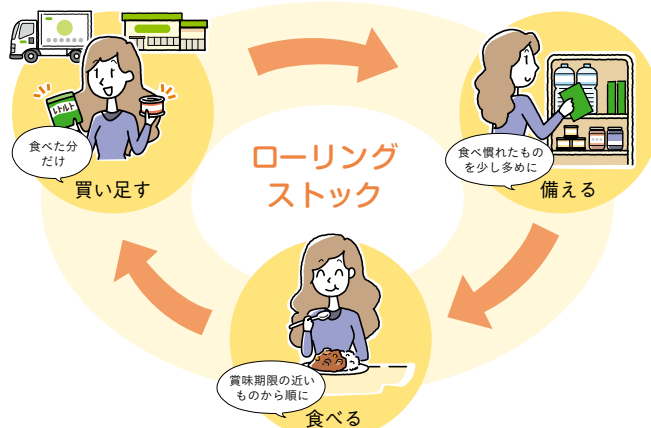 ローリング
ストック
レトルト
食べた分
だけ
買い足す
食べ慣れたもの
を少し多めに
備える
賞味期限の近い
ものから順に
食べる